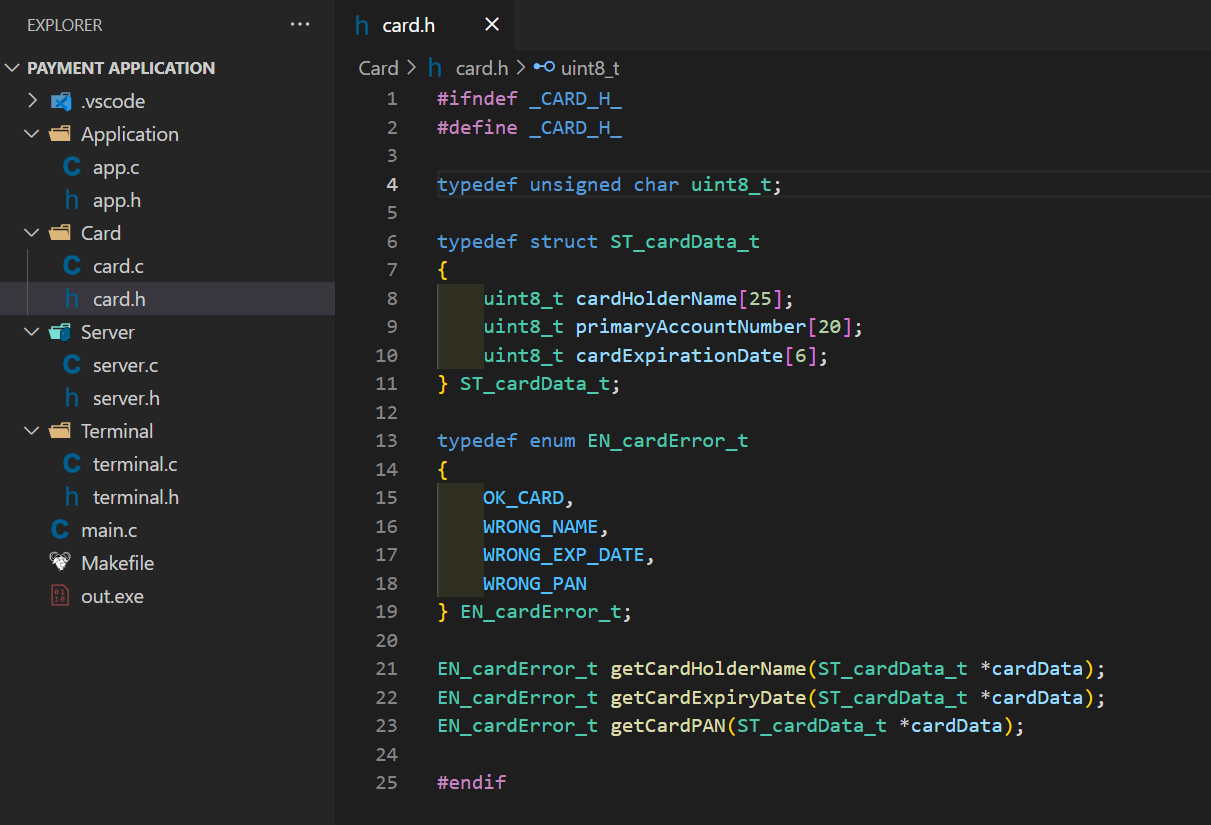 EXPLORER ...
PAYMENT APPLICATION
.vscode
Application
C app.c
h app.h
Card
C card.c
h card.h
Server
C server.c
h server.h
Terminal
C terminal.c
h terminal.h
C main.c
Makefile
out.exe
h card.h
Card > h card.h > uint8_t
1 #ifndef _CARD_H_
2 #define _CARD_H_
3
4 typedef unsigned char uint8_t;
5
6 typedef struct ST_cardData_t
7 {
8     uint8_t cardHolderName[25];
9     uint8_t primaryAccountNumber[20];
10     uint8_t cardExpirationDate[6];
11 } ST_cardData_t;
12
13 typedef enum EN_cardError_t
14 {
15     OK_CARD,
16     WRONG_NAME,
17     WRONG_EXP_DATE,
18     WRONG_PAN
19 } EN_cardError_t;
20
21 EN_cardError_t getCardHolderName(ST_cardData_t *cardData);
22 EN_cardError_t getCardExpiryDate(ST_cardData_t *cardData);
23 EN_cardError_t getCardPAN(ST_cardData_t *cardData);
24
25 #endif